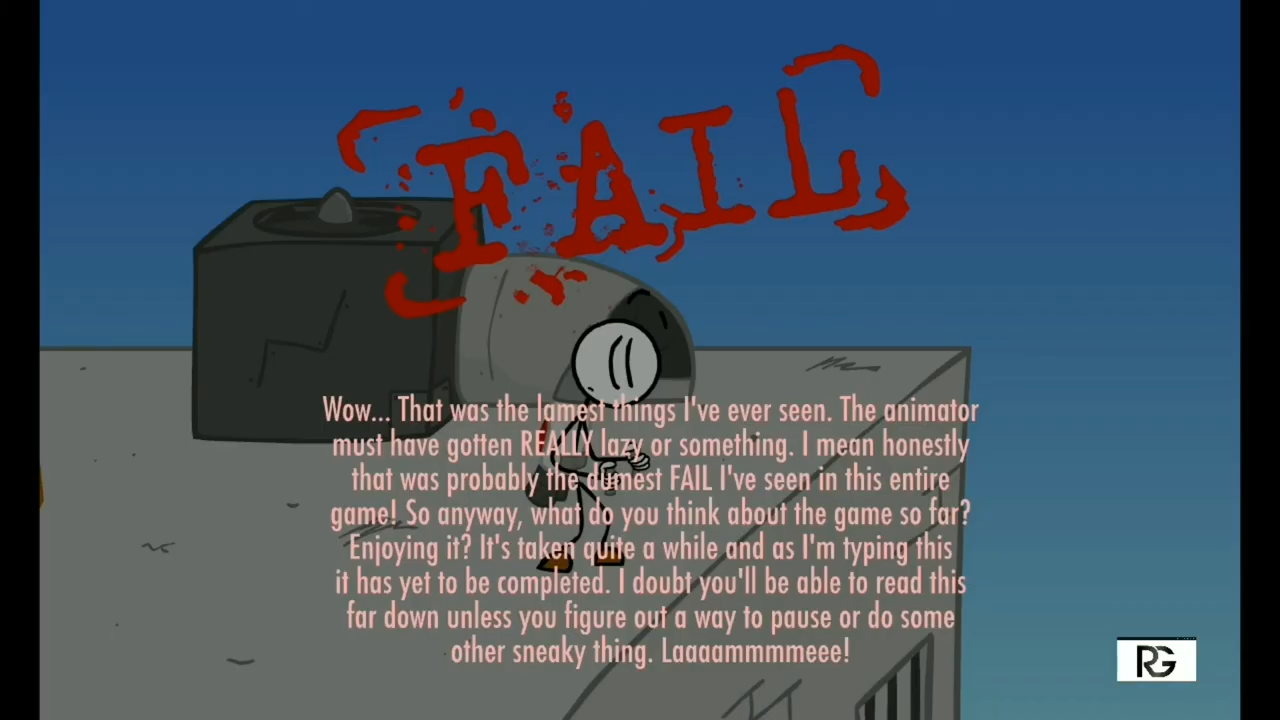 FAIL
Wow... That was the lamest things I've ever seen. The animator
must have gotten REALLY lazy or something. I mean honestly
that was probably the dumest FAIL I've seen in this entire
game! So anyway, what do you think about the game so far?
Enjoying it? It's taken quite a while and as I'm typing this
it has yet to be completed. I doubt you'll be able to read this
far down unless you figure out a way to pause or do some
other sneaky thing. Laaaammmmeee!
RG